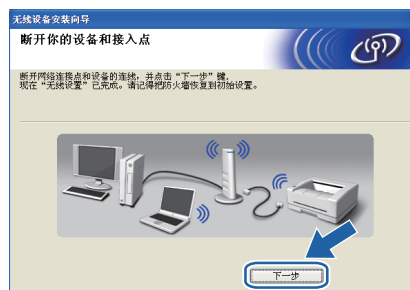 无线设备安装向导
断开你的设备和接入点
断开网络连接点和设备的连线，并点击“下一步”键。
现在“无线设置”已完成。请记得把防火墙恢复到初始设置。
下一步